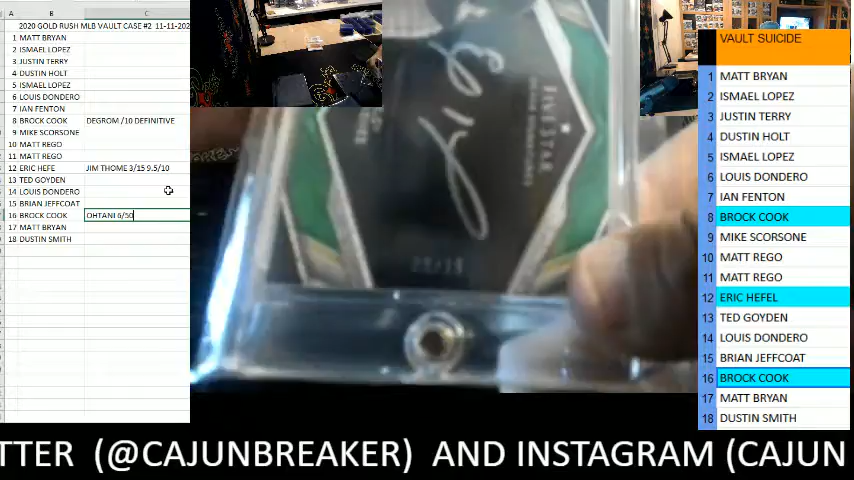 A B C
2020 GOLD RUSH MLB VAULT CASE #2 11-11-202
1 MATT BRYAN
2 ISMAEL LOPEZ
3 JUSTIN TERRY
4 DUSTIN HOLT
5 ISMAEL LOPEZ
6 LOUIS DONDERO
7 IAN FENTON
8 BROCK COOK DEGROM /10 DEFINITIVE
9 MIKE SCORSONE
10 MATT REGO
11 MATT REGO
12 ERIC HEFE JIM THOME 3/15 9.5/10
13 TED GOYDEN
14 LOUIS DONDERO
15 BRIAN JEFFCOAT
16 BROCK COOK OHTANI 6/50
17 MATT BRYAN
18 DUSTIN SMITH
FIVE STAR
VAULT SUICIDE
1 MATT BRYAN
2 ISMAEL LOPEZ
3 JUSTIN TERRY
4 DUSTIN HOLT
5 ISMAEL LOPEZ
6 LOUIS DONDERO
7 IAN FENTON
8 BROCK COOK
9 MIKE SCORSONE
10 MATT REGO
11 MATT REGO
12 ERIC HEFEL
13 TED GOYDEN
14 LOUIS DONDERO
15 BRIAN JEFFCOAT
16 BROCK COOK
17 MATT BRYAN
18 DUSTIN SMITH
TTER (@CAJUNBREAKER) AND INSTAGRAM (CAJUN